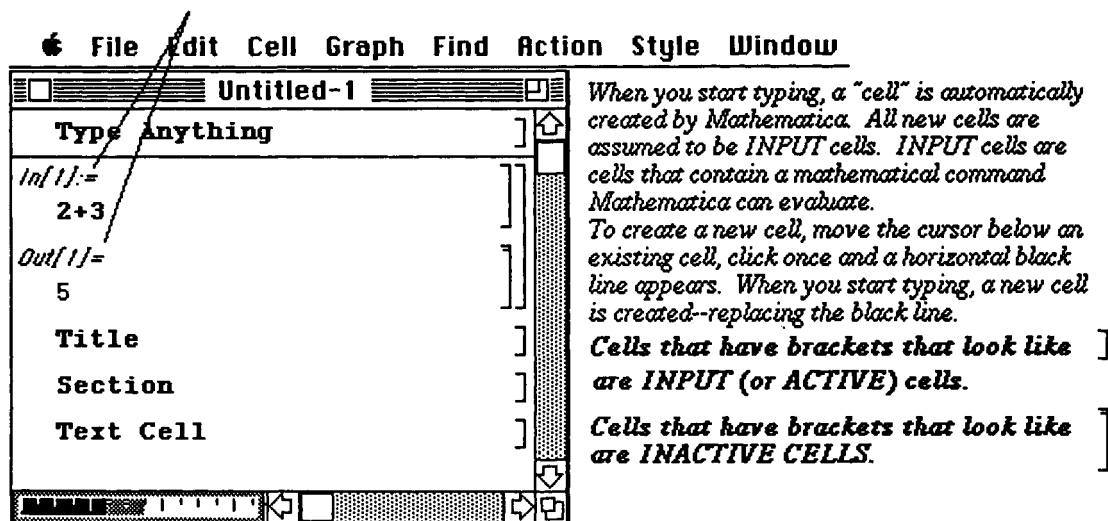 File Edit Cell Graph Find Action Style Window
Untitled-1
Type Anything
In[1]:=
2+3
Out[1]=
5
Title
Section
Text Cell
When you start typing, a "cell" is automatically
created by Mathematica. All new cells are
assumed to be INPUT cells. INPUT cells are
cells that contain a mathematical command
Mathematica can evaluate.
To create a new cell, move the cursor below an
existing cell, click once and a horizontal black
line appears. When you start typing, a new cell
is created--replacing the black line.
Cells that have brackets that look like ]
are INPUT (or ACTIVE) cells.
Cells that have brackets that look like ]
are INACTIVE CELLS.